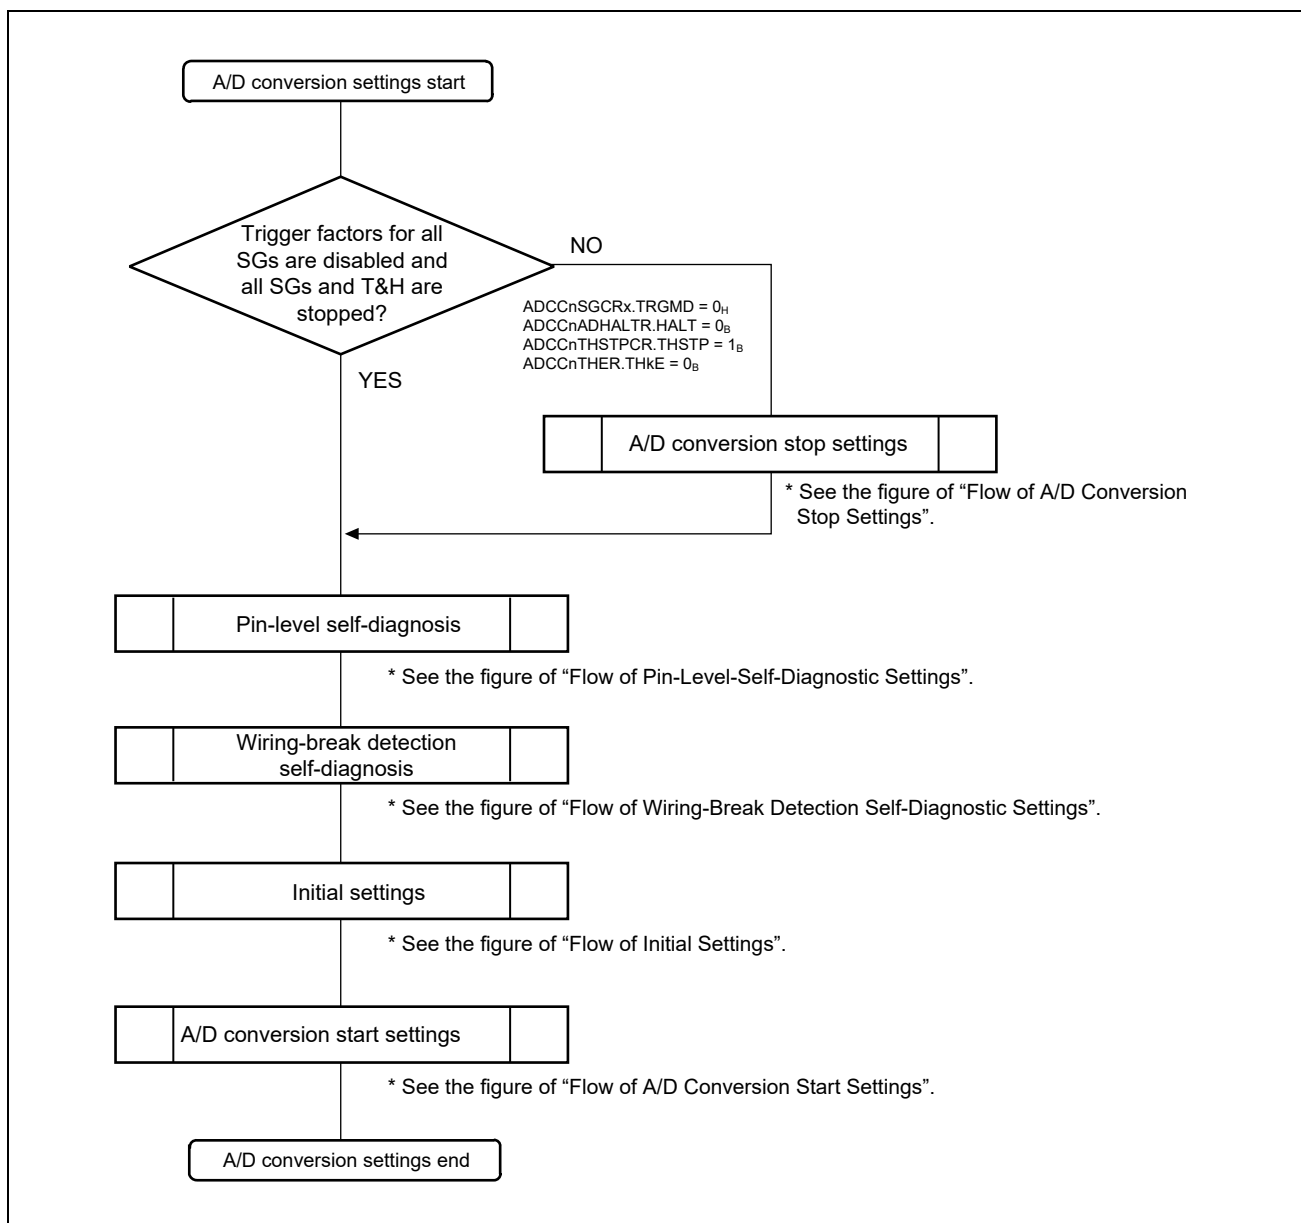 A/D conversion settings start
Trigger factors for all
SGs are disabled and
all SGs and T&H are
stopped?
NO
ADCCnSGCRx.TRGMD = 0H
ADCCnADHALTR.HALT = 0B
ADCCnTHSTPCR.THSTP = 1B
ADCCnTHER.THkE = 0B
YES
A/D conversion stop settings
* See the figure of “Flow of A/D Conversion
Stop Settings”.
Pin-level self-diagnosis
* See the figure of “Flow of Pin-Level-Self-Diagnostic Settings”.
Wiring-break detection
self-diagnosis
* See the figure of “Flow of Wiring-Break Detection Self-Diagnostic Settings”.
Initial settings
* See the figure of “Flow of Initial Settings”.
A/D conversion start settings
* See the figure of “Flow of A/D Conversion Start Settings”.
A/D conversion settings end